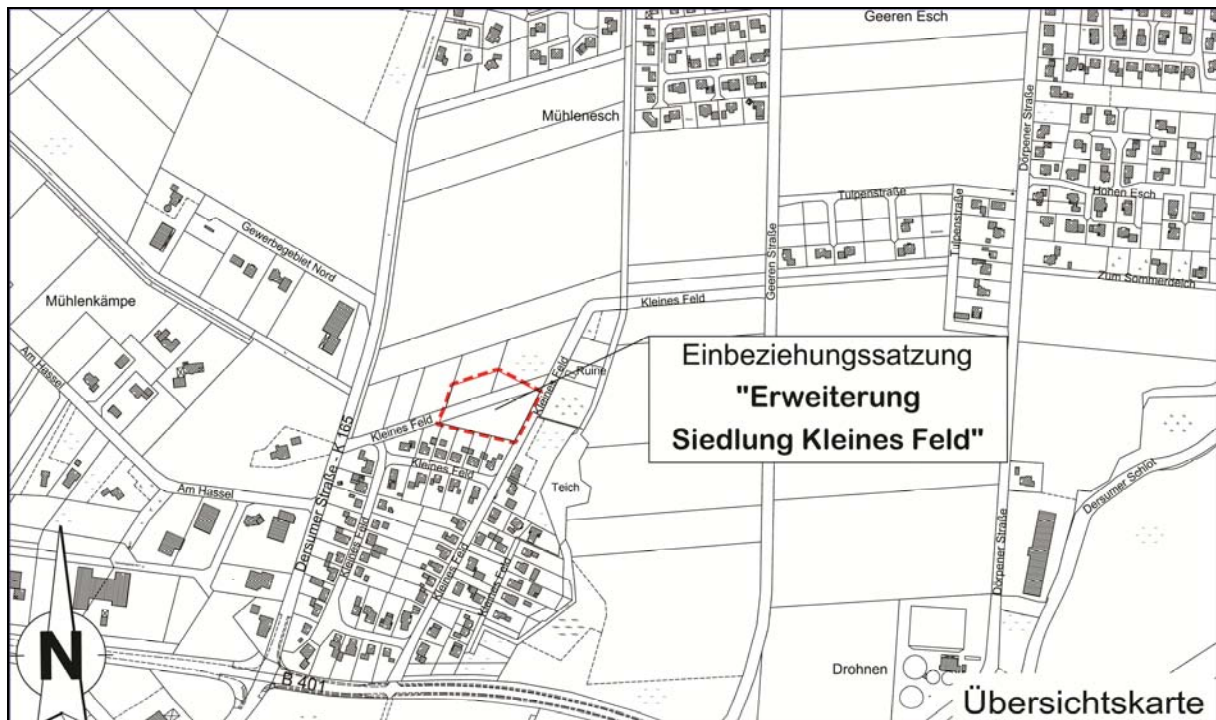 Geeren Esch
Mühlenesch
Dörpener Straße
Hohen Esch
Tulpenstraße
Tulpenstraße
Geeren Straße
Zum Sommerdeich
Gewerbegebiet Nord
Mühlenkämpe
Kleines Feld
Am Hassel
Einbeziehungssatzung
"Erweiterung
Siedlung Kleines Feld"
Ruine
Kleines Feld
Kleines Feld
Dersumer Straße K 165
Kleines Feld
Teich
Am Hassel
Dersumer Schlot
Kleines Feld
Kleines Feld
Kleines Feld
Dörpener Straße
N
B 401
Drohnen
Übersichtskarte